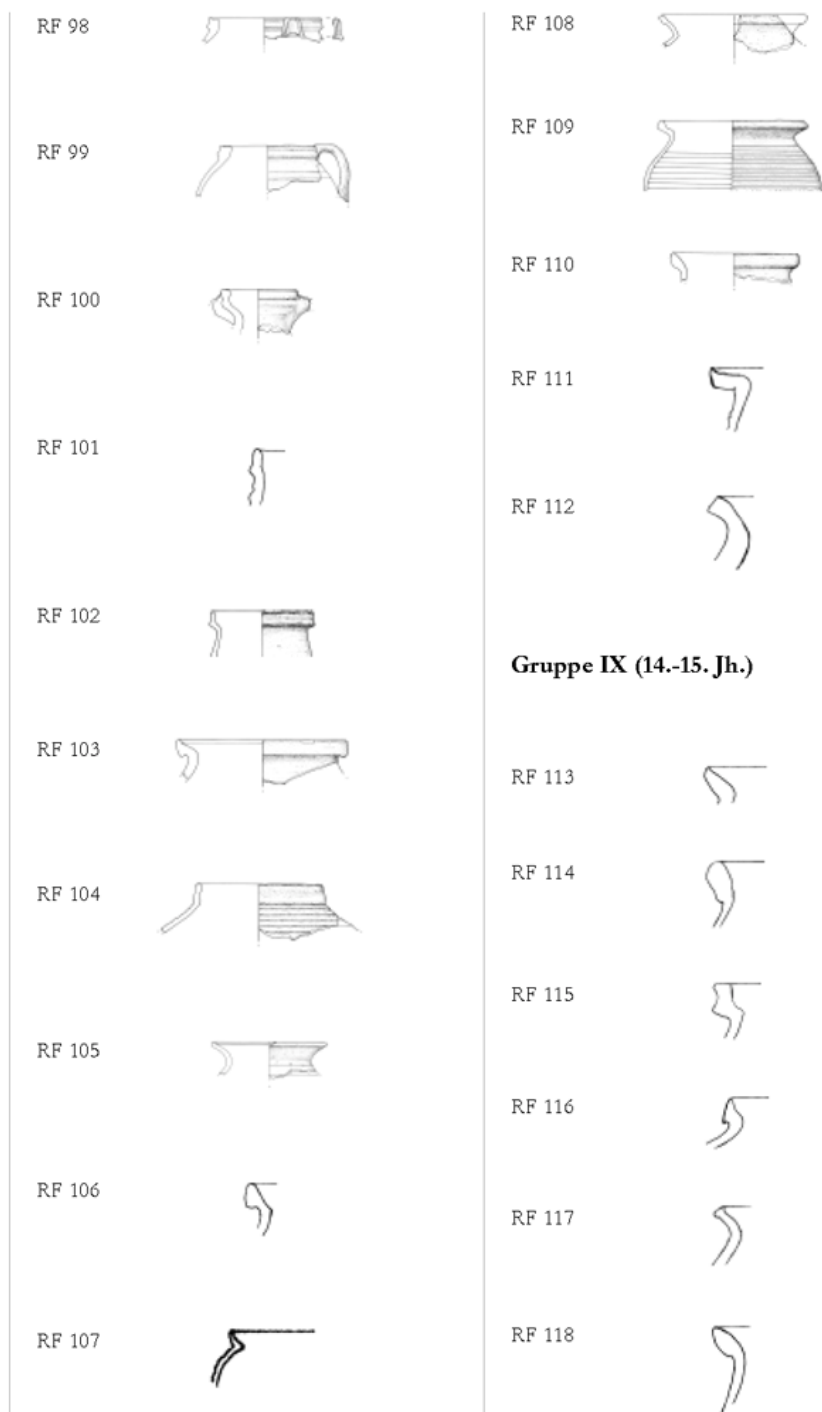 RF 98
RF 99
RF 100
RF 101
RF 102
RF 103
RF 104
RF 105
RF 106
RF 107
RF 108
RF 109
RF 110
RF 111
RF 112
Gruppe IX (14.-15. Jh.)
RF 113
RF 114
RF 115
RF 116
RF 117
RF 118